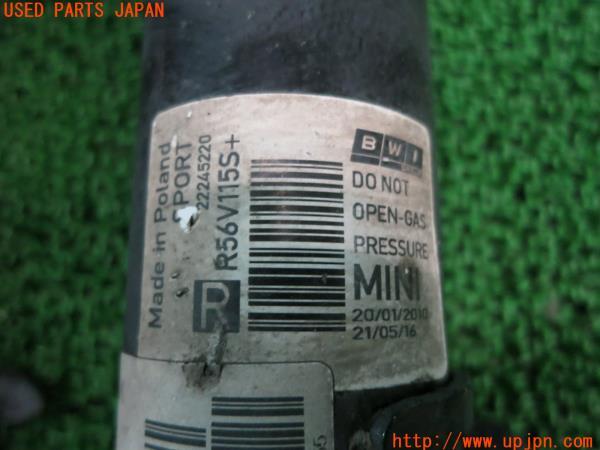 USED PARTS JAPAN
Made in Poland
SPORT
22245220
R56V115S+
R
BWI
DO NOT
OPEN-GAS
PRESSURE
MINI
20/01/2010
21/05/16
http://www.upjpn.com/